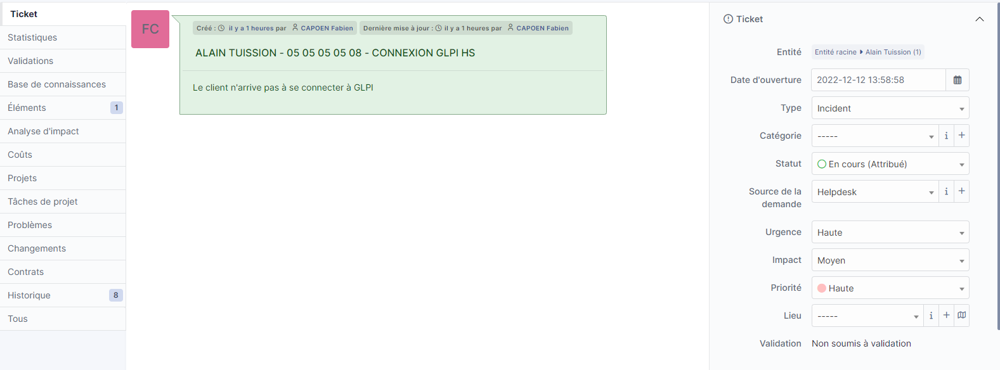 Ticket
Statistiques
Validations
Base de connaissances
Éléments 1
Analyse d'impact
Coûts
Projets
Tâches de projet
Problèmes
Changements
Contrats
Historique 8
Tous
FC
Créé : il y a 1 heures par CAPOEN Fabien Dernière mise à jour : il y a 1 heures par CAPOEN Fabien
ALAIN TUISSION - 05 05 05 05 08 - CONNEXION GLPI HS
Le client n'arrive pas à se connecter à GLPI
Ticket
Entité Entité racine Alain Tuission (1)
Date d'ouverture 2022-12-12 13:58:58
Type Incident
Catégorie ----- i +
Statut En cours (Attribué)
Source de la
demande Helpdesk i +
Urgence Haute
Impact Moyen
Priorité Haute
Lieu ----- i +
Validation Non soumis à validation